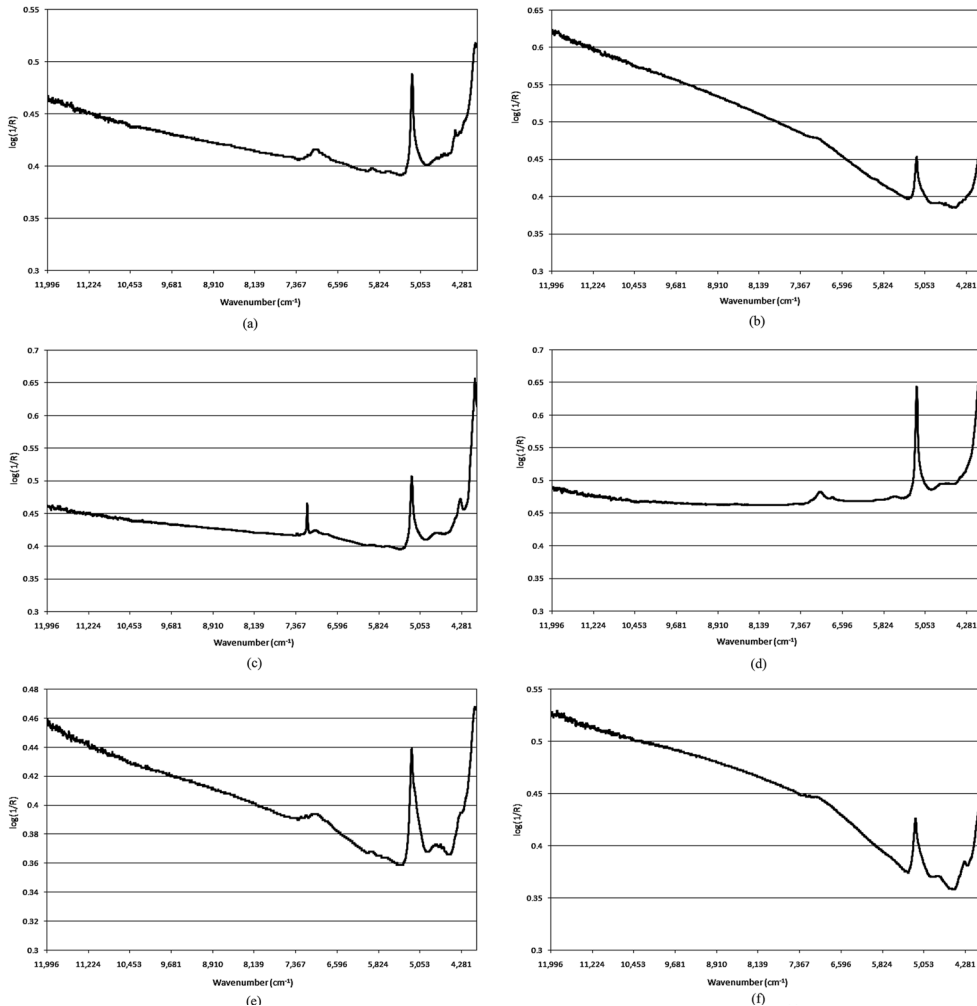 0.55
0.5
0.45
0.4
0.35
0.3
log(1/R)
11,996 11,224 10,453 9,681 8,910 8,139 7,367 6,596 5,824 5,053 4,281
Wavenumber (cm⁻¹)
(a)
0.65
0.6
0.55
0.5
0.45
0.4
0.35
0.3
log(1/R)
11,996 11,224 10,453 9,681 8,910 8,139 7,367 6,596 5,824 5,053 4,281
Wavenumber (cm⁻¹)
(b)
0.7
0.65
0.6
0.55
0.5
0.45
0.4
0.35
0.3
log(1/R)
11,996 11,224 10,453 9,681 8,910 8,139 7,367 6,596 5,824 5,053 4,281
Wavenumber (cm⁻¹)
(c)
0.7
0.65
0.6
0.55
0.5
0.45
0.4
0.35
0.3
log(1/R)
11,996 11,224 10,453 9,681 8,910 8,139 7,367 6,596 5,824 5,053 4,281
Wavenumber (cm⁻¹)
(d)
0.48
0.46
0.44
0.42
0.4
0.38
0.36
0.34
0.32
0.3
log(1/R)
11,996 11,224 10,453 9,681 8,910 8,139 7,367 6,596 5,824 5,053 4,281
Wavenumber (cm⁻¹)
(e)
0.55
0.5
0.45
0.4
0.35
0.3
log(1/R)
11,996 11,224 10,453 9,681 8,910 8,139 7,367 6,596 5,824 5,053 4,281
Wavenumber (cm⁻¹)
(f)